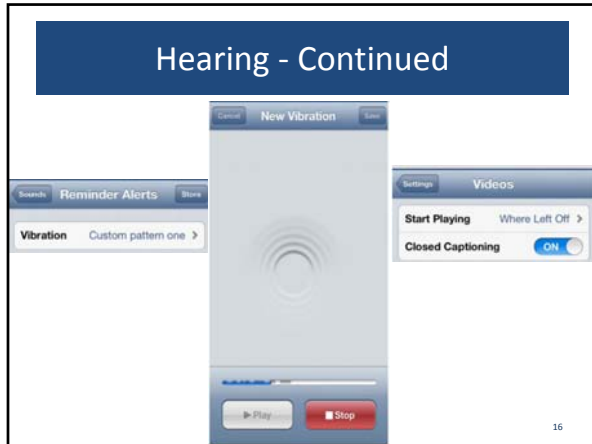 Hearing - Continued
Cancel New Vibration Save
Sounds Reminder Alerts Store
Vibration Custom pattern one >
Settings Videos
Start Playing Where Left Off >
Closed Captioning ON
▶ Play ■ Stop
16